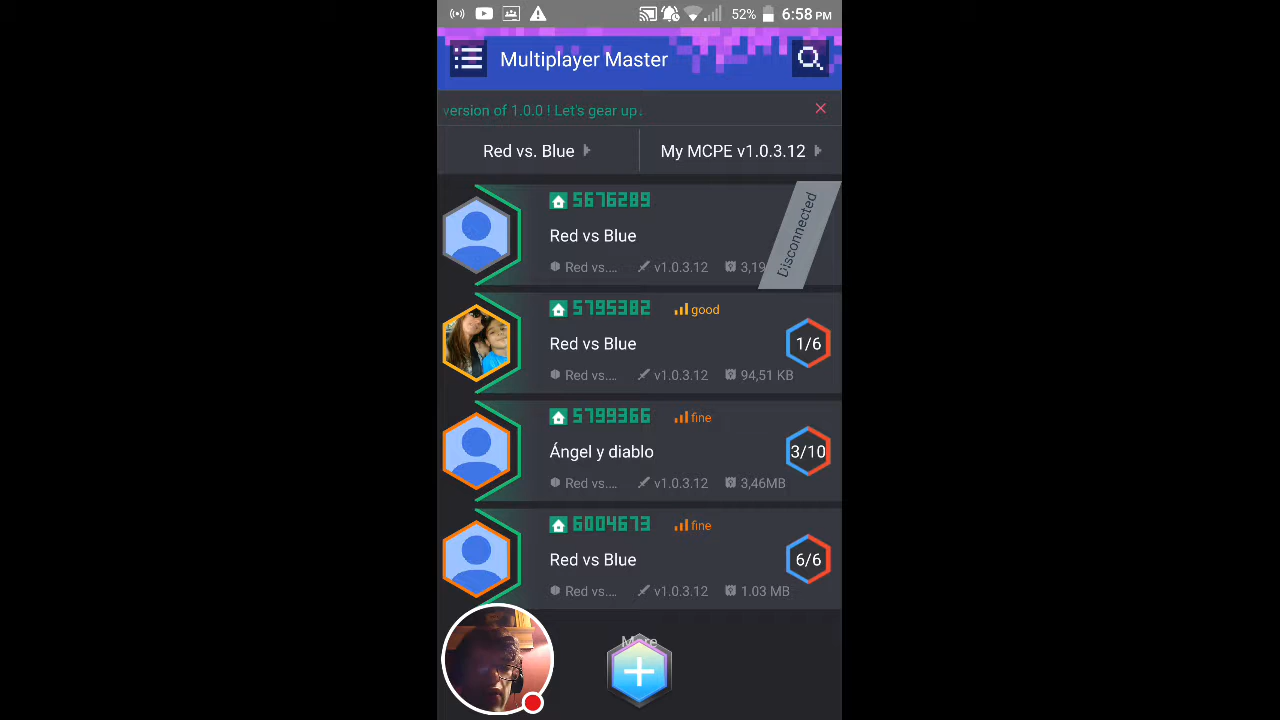 52% 6:58 PM
Multiplayer Master
version of 1.0.0 ! Let's gear up.
Red vs. Blue
My MCPE v1.0.3.12
5676289
Red vs Blue
Red vs.... v1.0.3.12 3,19
Disconnected
5795382 good
Red vs Blue
1/6
Red vs.... v1.0.3.12 94,51 KB
5799366 fine
Ángel y diablo
3/10
Red vs.... v1.0.3.12 3,46MB
6004673 fine
Red vs Blue
6/6
Red vs.... v1.0.3.12 1.03 MB
More